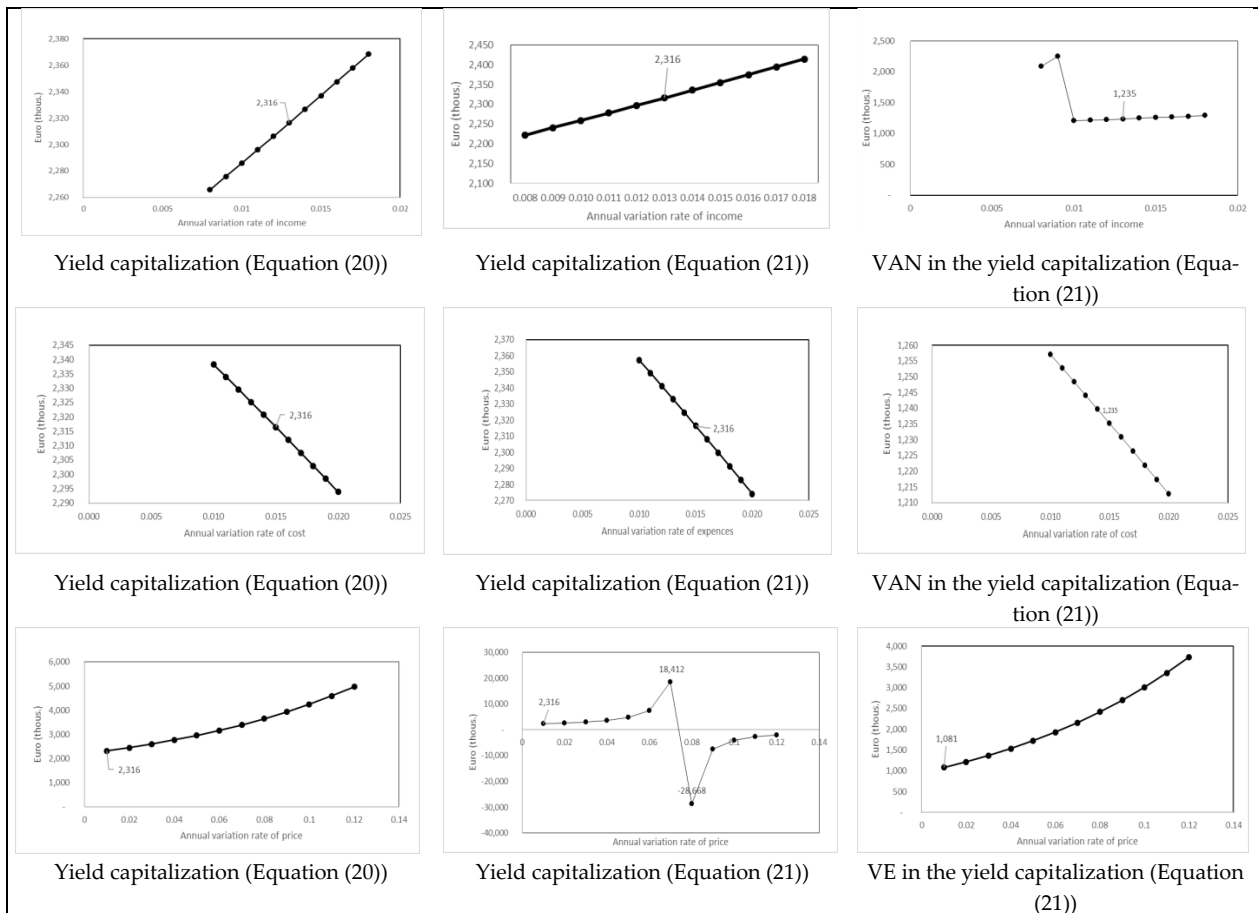 2,380
2,360
2,340
2,320
2,300
2,280
2,260
Euro (thous.)
2,316
0 0.005 0.01 0.015 0.02
Annual variation rate of income
Yield capitalization (Equation (20))
2,450
2,400
2,350
2,300
2,250
2,200
2,150
2,100
Euro (thous.)
2,316
0.008 0.009 0.010 0.011 0.012 0.013 0.014 0.015 0.016 0.017 0.018
Annual variation rate of income
Yield capitalization (Equation (21))
2,500
2,000
1,500
1,000
500
-
Euro (thous.)
1,235
0 0.005 0.01 0.015 0.02
Annual variation rate of income
VAN in the yield capitalization (Equa-
tion (21))
2,345
2,340
2,335
2,330
2,325
2,320
2,315
2,310
2,305
2,300
2,295
2,290
Euro (thous.)
2,316
0.000 0.005 0.010 0.015 0.020 0.025
Annual variation rate of cost
Yield capitalization (Equation (20))
2,370
2,360
2,350
2,340
2,330
2,320
2,310
2,300
2,290
2,280
2,270
Euro (thous.)
2,316
0.000 0.005 0.010 0.015 0.020 0.025
Annual variation rate of expences
Yield capitalization (Equation (21))
1,260
1,255
1,250
1,245
1,240
1,235
1,230
1,225
1,220
1,215
1,210
Euro (thous.)
1,235
0.000 0.005 0.010 0.015 0.020 0.025
Annual variation rate of cost
VAN in the yield capitalization (Equa-
tion (21))
6,000
5,000
4,000
3,000
2,000
1,000
-
Euro (thous.)
2,316
0 0.02 0.04 0.06 0.08 0.1 0.12 0.14
Annual variation rate of price
Yield capitalization (Equation (20))
30,000
20,000
10,000
-
-10,000
-20,000
-30,000
-40,000
Euro (thous.)
2,316
18,412
-28,668
0 0.02 0.04 0.06 0.08 0.1 0.12 0.14
Annual variation rate of price
Yield capitalization (Equation (21))
4,000
3,500
3,000
2,500
2,000
1,500
1,000
500
-
Euro (thous.)
1,081
0 0.02 0.04 0.06 0.08 0.1 0.12 0.14
Annual variation rate of price
VE in the yield capitalization (Equation
(21))